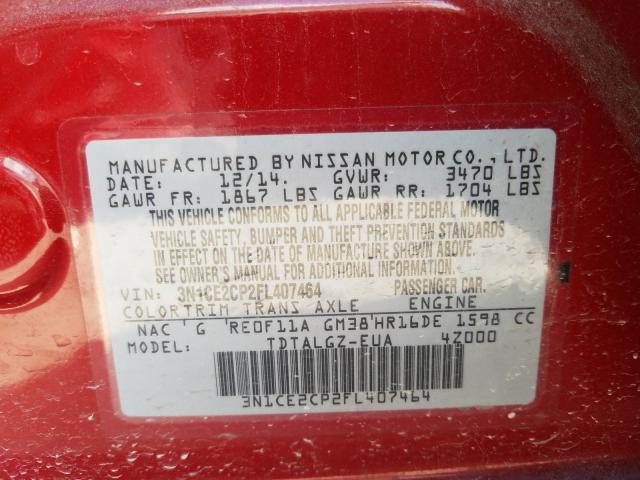 MANUFACTURED BY NISSAN MOTOR CO., LTD.
DATE: 12/14. GVWR: 3470 LBS
GAWR FR: 1867 LBS GAWR RR: 1704 LBS
THIS VEHICLE CONFORMS TO ALL APPLICABLE FEDERAL MOTOR
VEHICLE SAFETY, BUMPER AND THEFT PREVENTION STANDARDS
IN EFFECT ON THE DATE OF MANUFACTURE SHOWN ABOVE.
SEE OWNER'S MANUAL FOR ADDITIONAL INFORMATION.
VIN: 3N1CE2CP2FL407464 PASSENGER CAR.
COLOR TRIM TRANS AXLE ENGINE
NAC ' G 'RE0F11A GM38'HR16DE 1598 CC
MODEL: TDTALGZ-EUA 4Z000
3N1CE2CP2FL407464